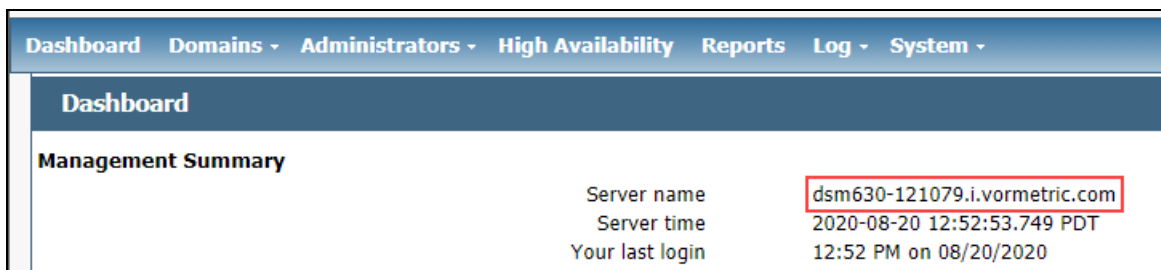 Dashboard Domains Administrators High Availability Reports Log System
Dashboard
Management Summary
Server name dsm630-121079.i.vormetric.com
Server time 2020-08-20 12:52:53.749 PDT
Your last login 12:52 PM on 08/20/2020